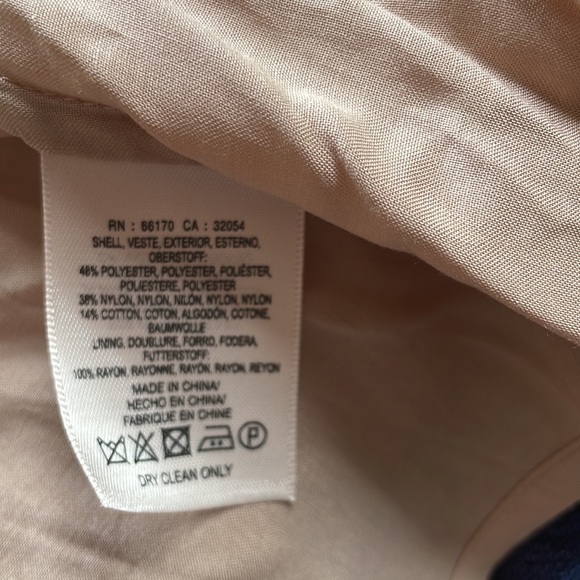 RN : 66170 CA : 32054
SHELL, VESTE, EXTERIOR, ESTERNO,
OBERSTOFF:
48% POLYESTER, POLYESTER, POLIÉSTER,
POLIESTERE, POLYESTER
38% NYLON, NYLON, NILÓN, NYLON, NYLON
14% COTTON, COTON, ALGODÓN, COTONE,
BAUMWOLLE
LINING, DOUBLURE, FORRO, FODERA,
FUTTERSTOFF:
100% RAYON, RAYONNE, RAYÓN, RAYON, REYON
MADE IN CHINA/
HECHO EN CHINA/
FABRIQUE EN CHINE
P
DRY CLEAN ONLY